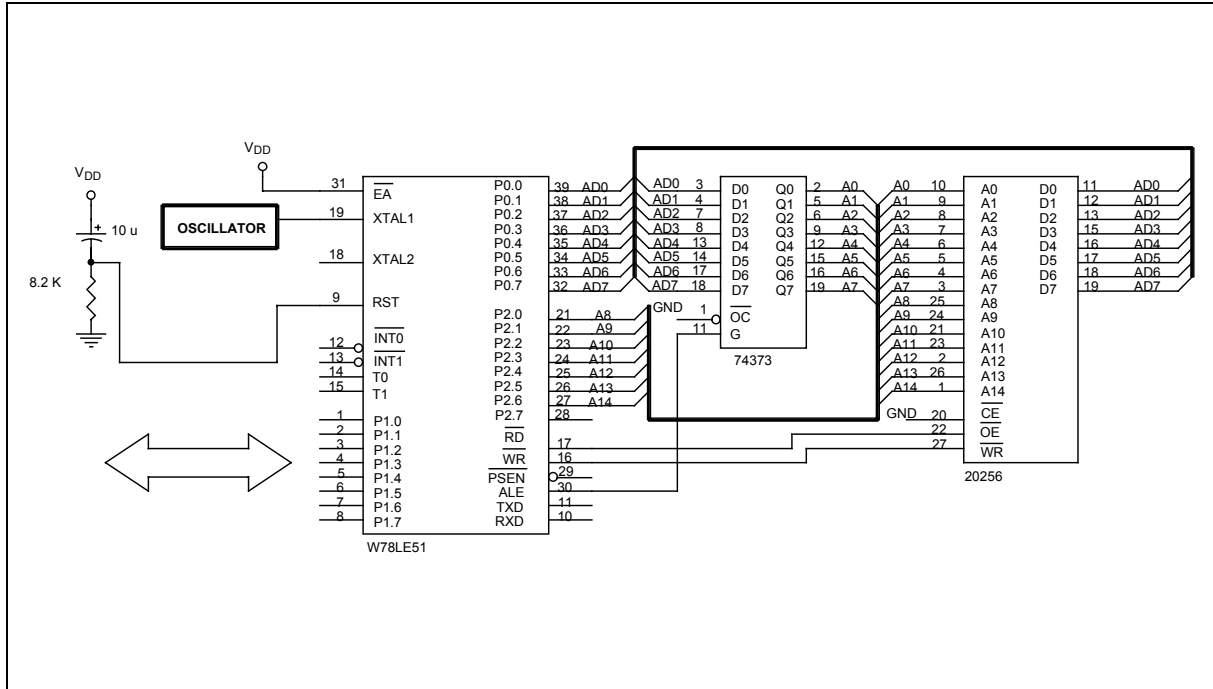 VDD
10 u
8.2 K
VDD
OSCILLATOR
31 EA
19 XTAL1
18 XTAL2
9 RST
12 INT0
13 INT1
14 T0
15 T1
1 P1.0
2 P1.1
3 P1.2
4 P1.3
5 P1.4
6 P1.5
7 P1.6
8 P1.7
P0.0 39 AD0
P0.1 38 AD1
P0.2 37 AD2
P0.3 36 AD3
P0.4 35 AD4
P0.5 34 AD5
P0.6 33 AD6
P0.7 32 AD7
P2.0 21 A8
P2.1 22 A9
P2.2 23 A10
P2.3 24 A11
P2.4 25 A12
P2.5 26 A13
P2.6 27 A14
P2.7 28
RD 17
WR 16
PSEN 29
ALE 30
TXD 11
RXD 10
W78LE51
AD0 3 D0 Q0 2 A0
AD1 4 D1 Q1 5 A1
AD2 7 D2 Q2 6 A2
AD3 8 D3 Q3 9 A3
AD4 13 D4 Q4 12 A4
AD5 14 D5 Q5 15 A5
AD6 17 D6 Q6 16 A6
AD7 18 D7 Q7 19 A7
GND 1 OC
11 G
74373
A0 10 A0 D0 11 AD0
A1 9 A1 D1 12 AD1
A2 8 A2 D2 13 AD2
A3 7 A3 D3 15 AD3
A4 6 A4 D4 16 AD4
A5 5 A5 D5 17 AD5
A6 4 A6 D6 18 AD6
A7 3 A7 D7 19 AD7
A8 25 A8
A9 24 A9
A10 21 A10
A11 23 A11
A12 2 A12
A13 26 A13
A14 1 A14
GND 20 CE
22 OE
27 WR
20256